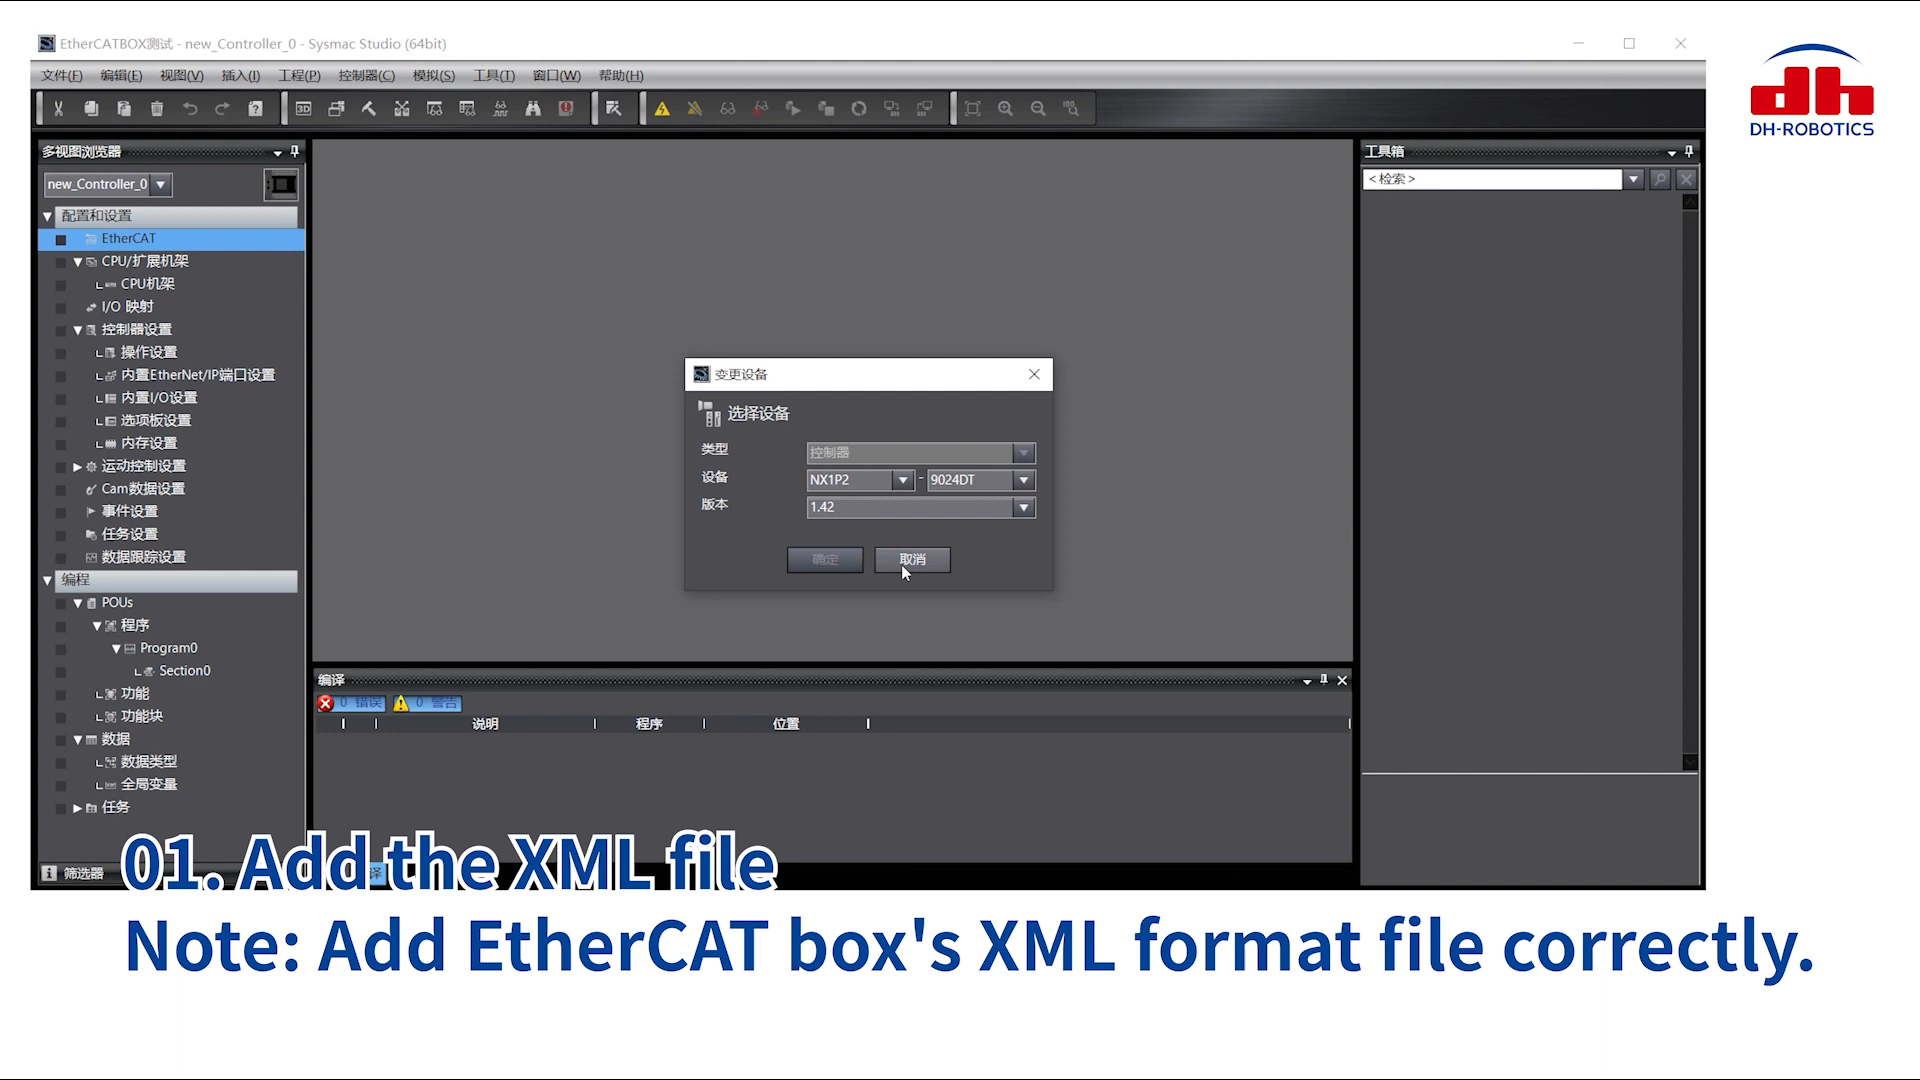 EtherCATBOX测试 - new_Controller_0 - Sysmac Studio (64bit)
文件(F) 编辑(E) 视图(V) 插入(I) 工程(P) 控制器(C) 模拟(S) 工具(T) 窗口(W) 帮助(H)
dh
DH-ROBOTICS
多视图浏览器
new_Controller_0
配置和设置
EtherCAT
CPU/扩展机架
CPU机架
I/O 映射
控制器设置
操作设置
内置EtherNet/IP端口设置
内置I/O设置
选项板设置
内存设置
运动控制设置
Cam数据设置
事件设置
任务设置
数据跟踪设置
编程
POUs
程序
Program0
Section0
功能
功能块
数据
数据类型
全局变量
任务
筛选器
变更设备
选择设备
类型 控制器
设备 NX1P2 - 9024DT
版本 1.42
确定 取消
编译
0 错误 0 警告
说明 程序 位置
工具箱
<检索>
01. Add the XML file
Note: Add EtherCAT box's XML format file correctly.